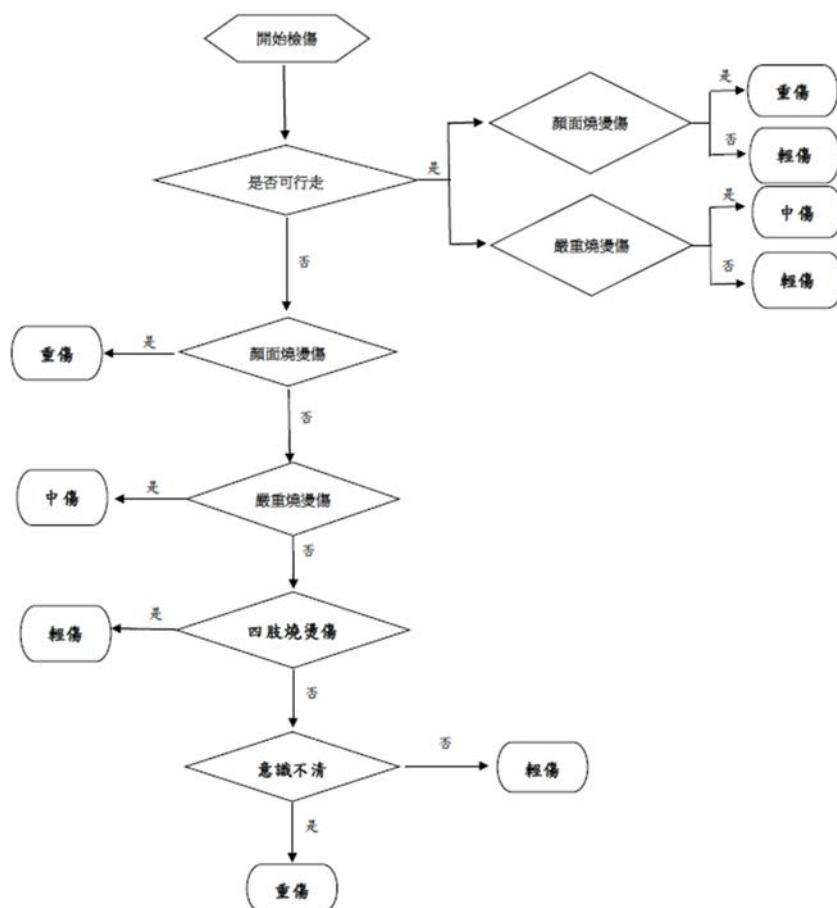 開始檢傷
是否可行走
是
顏面燒燙傷
是
重傷
否
輕傷
嚴重燒燙傷
是
中傷
否
輕傷
否
顏面燒燙傷
是
重傷
否
嚴重燒燙傷
是
中傷
否
四肢燒燙傷
是
輕傷
否
意識不清
否
輕傷
是
重傷